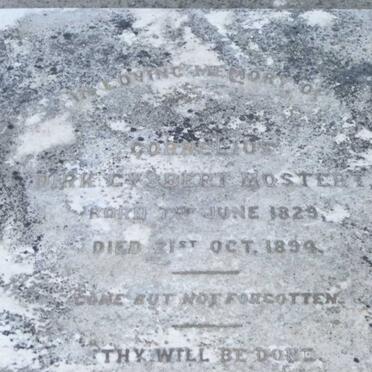 IN LOVING MEMORY OF
CORNELIUS
DIRK GYSBERT MOSTERT
BORN 7TH JUNE 1829,
DIED 21ST OCT. 1894.
GONE BUT NOT FORGOTTEN.
"THY WILL BE DONE